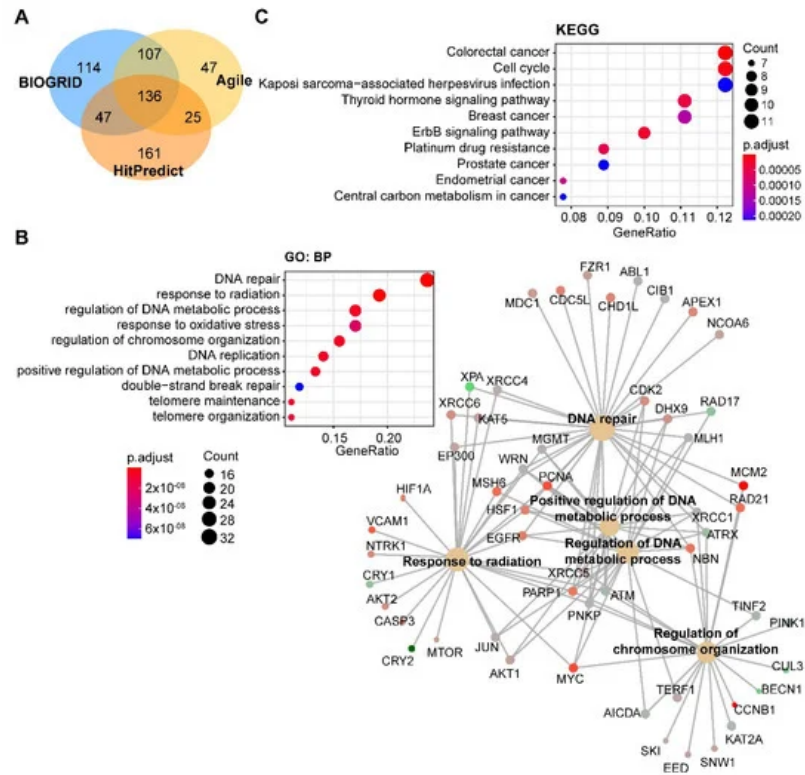 A
114
107
47
BIOGRID
Agile
136
47
25
161
HitPredict
C
KEGG
Colorectal cancer
Cell cycle
Kaposi sarcoma−associated herpesvirus infection
Thyroid hormone signaling pathway
Breast cancer
ErbB signaling pathway
Platinum drug resistance
Prostate cancer
Endometrial cancer
Central carbon metabolism in cancer
0.08 0.09 0.10 0.11 0.12
GeneRatio
Count
7
8
9
10
11
p.adjust
0.00005
0.00010
0.00015
0.00020
B
GO: BP
DNA repair
response to radiation
regulation of DNA metabolic process
response to oxidative stress
regulation of chromosome organization
DNA replication
positive regulation of DNA metabolic process
double−strand break repair
telomere maintenance
telomere organization
0.15 0.20
GeneRatio
p.adjust
Count
16
20
24
28
32
FZR1
ABL1
MDC1
CDC5L
CHD1L
CIB1
APEX1
NCOA6
XPA
XRCC4
CDK2
XRCC6
KAT5
DNA repair
DHX9
RAD17
MGMT
MLH1
EP300
WRN
MSH6
PCNA
MCM2
HIF1A
Positive regulation of DNA
metabolic process
RAD21
HSF1
XRCC1
VCAM1
EGFR
Regulation of DNA
metabolic process
ATRX
NTRK1
Response to radiation
NBN
CRY1
XRCC5
AKT2
PARP1
ATM
CASP3
PNKP
TINF2
PINK1
CRY2
MTOR
JUN
Regulation of
chromosome organization
AKT1
MYC
CUL3
TERF1
BECN1
AICDA
CCNB1
KAT2A
SKI
EED
SNW1